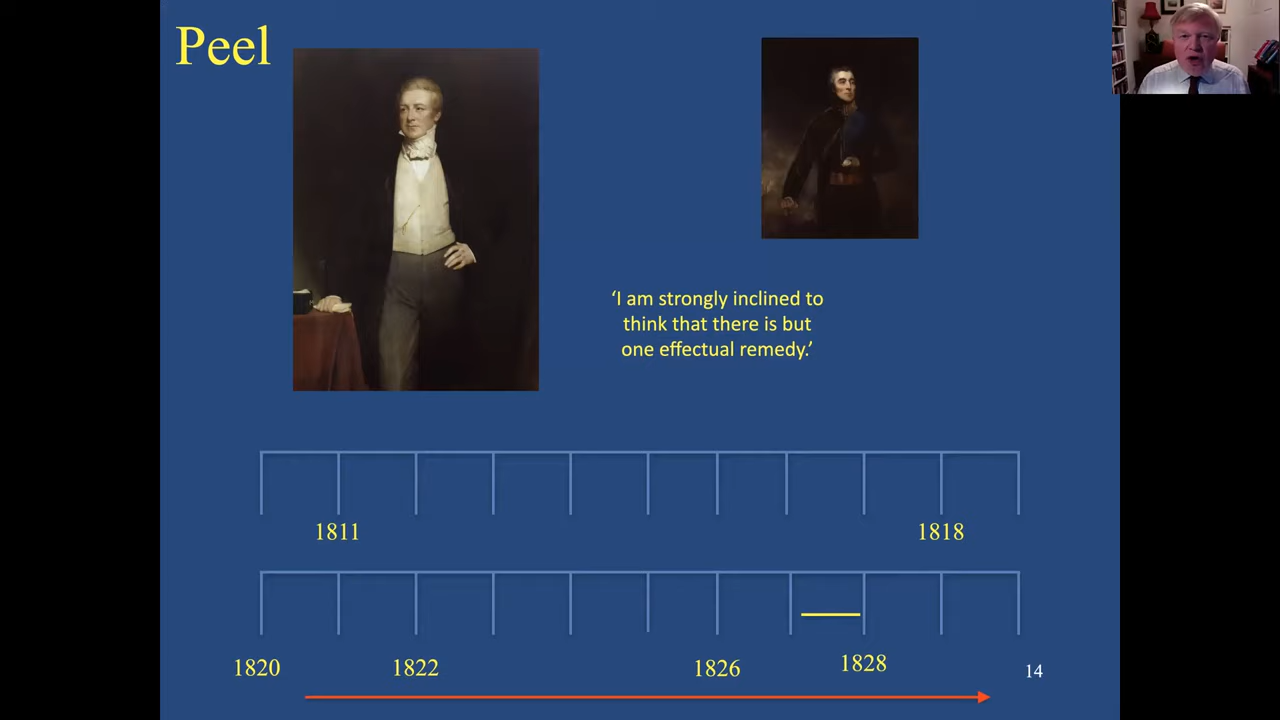 Peel
‘I am strongly inclined to
think that there is but
one effectual remedy.’
1811
1818
1820
1822
1826
1828
14